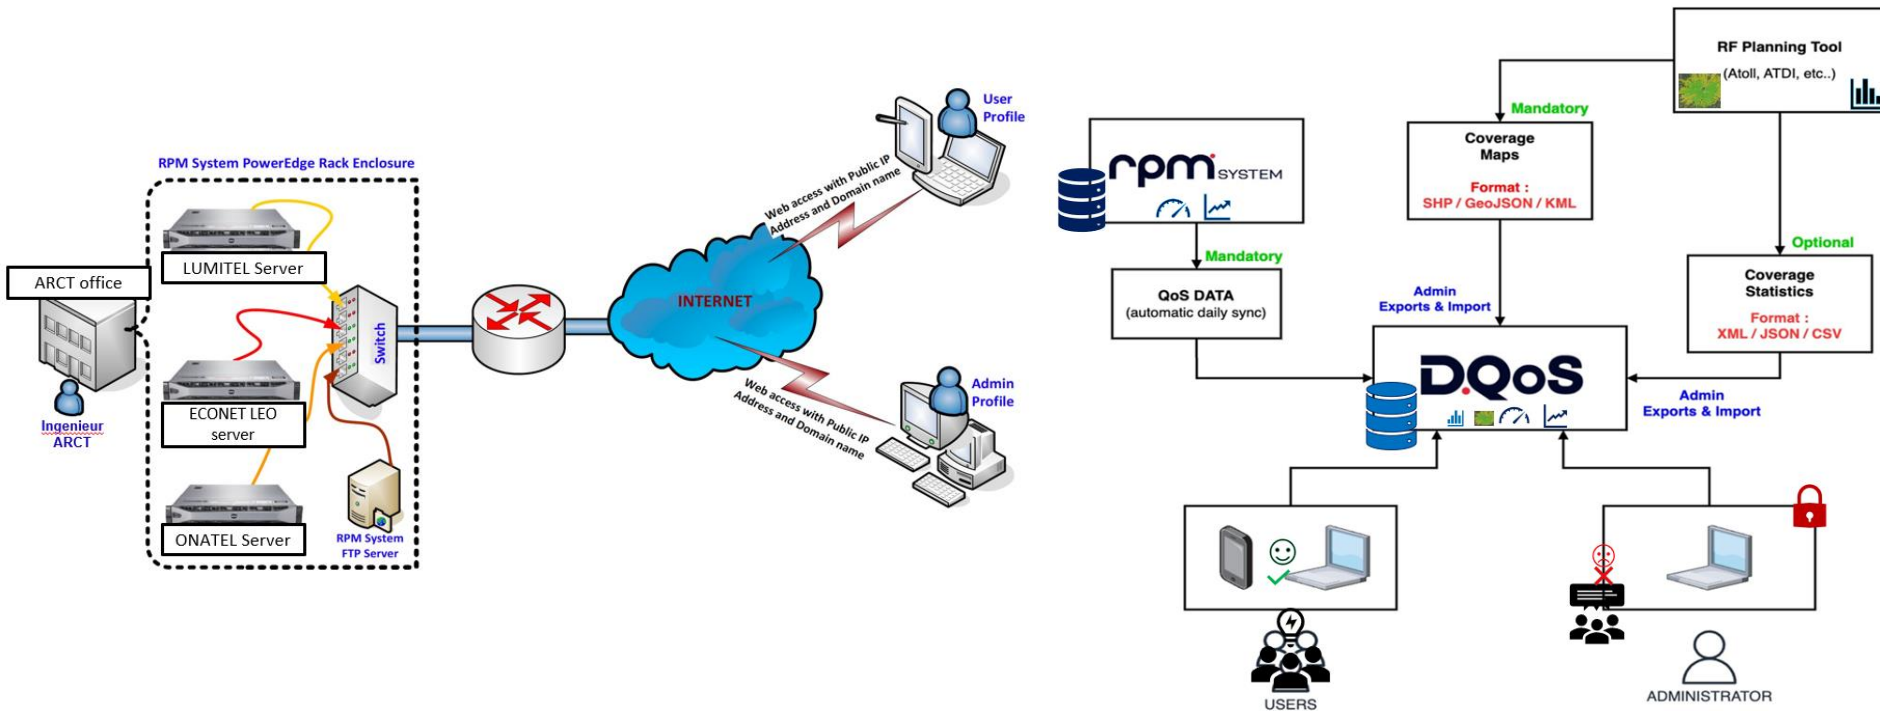 RPM System PowerEdge Rack Enclosure
LUMITEL Server
ARCT office
ECONET LEO
server
Ingenieur
ARCT
ONATEL Server
RPM System
FTP Server
Switch
INTERNET
Web access with Public IP
Address and Domain name
User
Profile
Web access with Public IP
Address and Domain name
Admin
Profile
RF Planning Tool
(Atoll, ATDI, etc..)
Mandatory
Coverage
Maps
Format :
SHP / GeoJSON / KML
rpm SYSTEM
Mandatory
QoS DATA
(automatic daily sync)
Admin
Exports & Import
Optional
Coverage
Statistics
Format :
XML / JSON / CSV
D.QoS
Admin
Exports & Import
USERS
ADMINISTRATOR